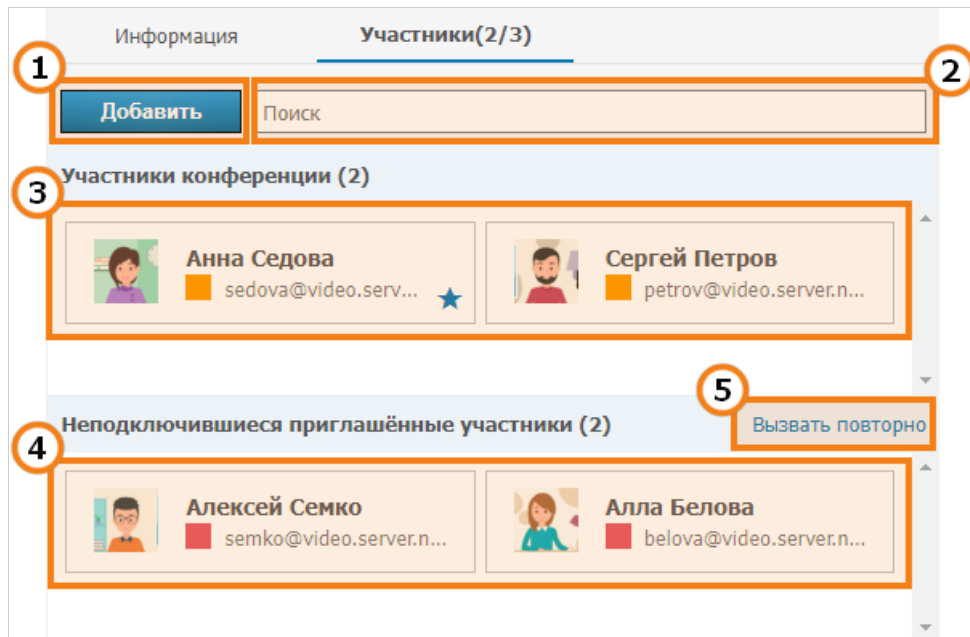 Информация Участники(2/3)
1
2
Добавить Поиск
3
Участники конференции (2)
Анна Седова Сергей Петров
sedova@video.serv... petrov@video.server.n...
5
4
Неподключившиеся приглашённые участники (2) Вызвать повторно
Алексей Семко Алла Белова
semko@video.server.n... belova@video.server.n...